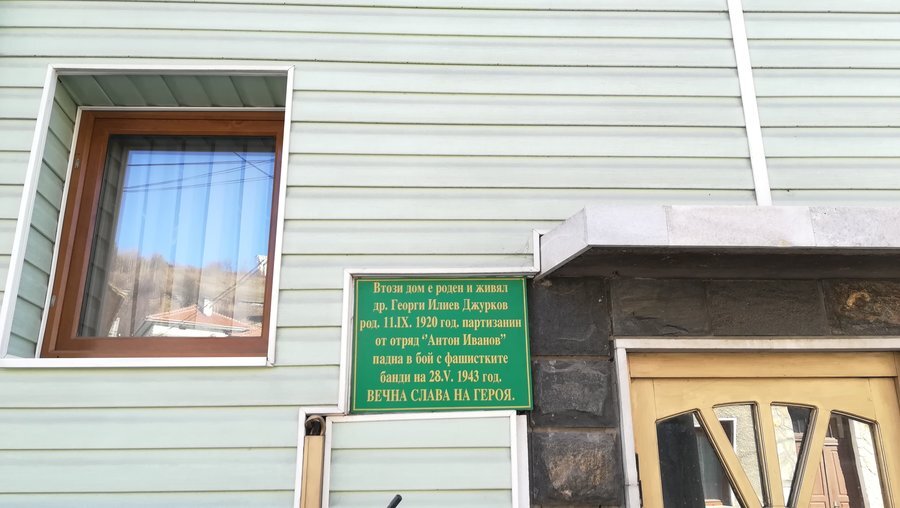 Втози дом е роден и живял
др. Георги Илиев Джурков
род. 11.IX. 1920 год. партизании
от отряд “Антон Иванов”
падна в бой с фашистките
банди на 28.V. 1943 год.
ВЕЧНА СЛАВА НА ГЕРОЯ.